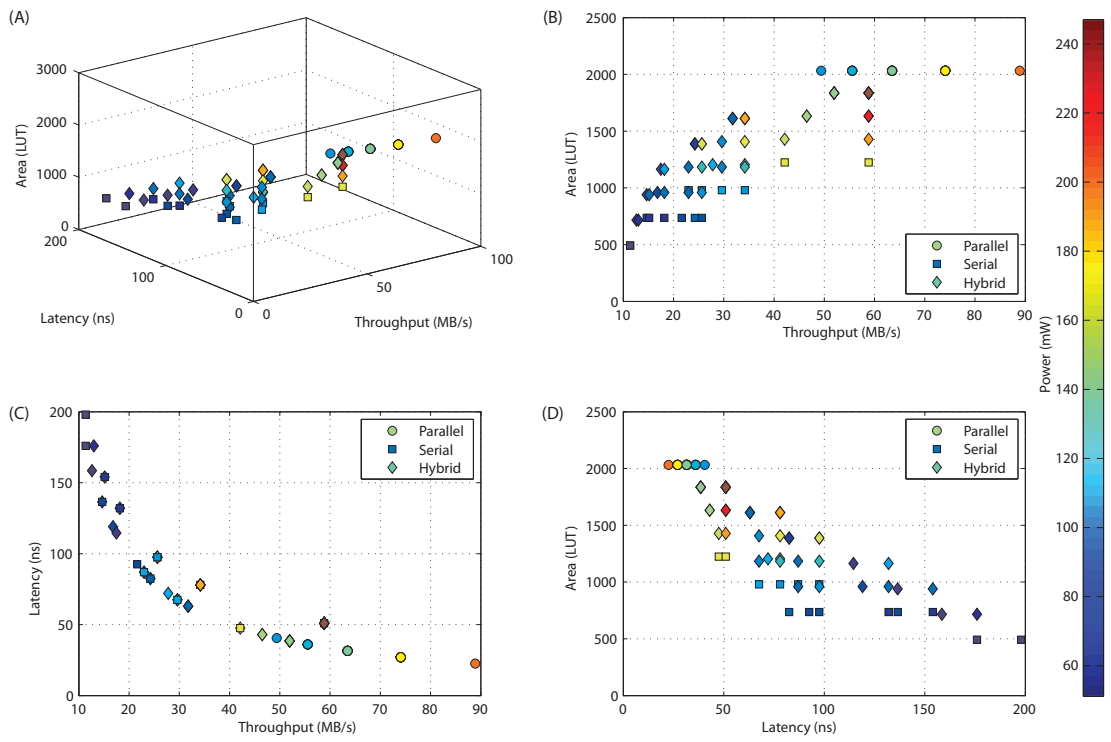 (A)
3000
2000
1000
0
Area (LUT)
200
100
0
Latency (ns)
0
50
100
Throughput (MB/s)
(B)
2500
2000
1500
1000
500
0
Area (LUT)
10 20 30 40 50 60 70 80 90
Throughput (MB/s)
Parallel
Serial
Hybrid
240
220
200
180
160
140
120
100
80
60
Power (mW)
(C)
200
150
100
50
0
Latency (ns)
10 20 30 40 50 60 70 80 90
Throughput (MB/s)
Parallel
Serial
Hybrid
(D)
2500
2000
1500
1000
500
0
Area (LUT)
0 50 100 150 200
Latency (ns)
Parallel
Serial
Hybrid